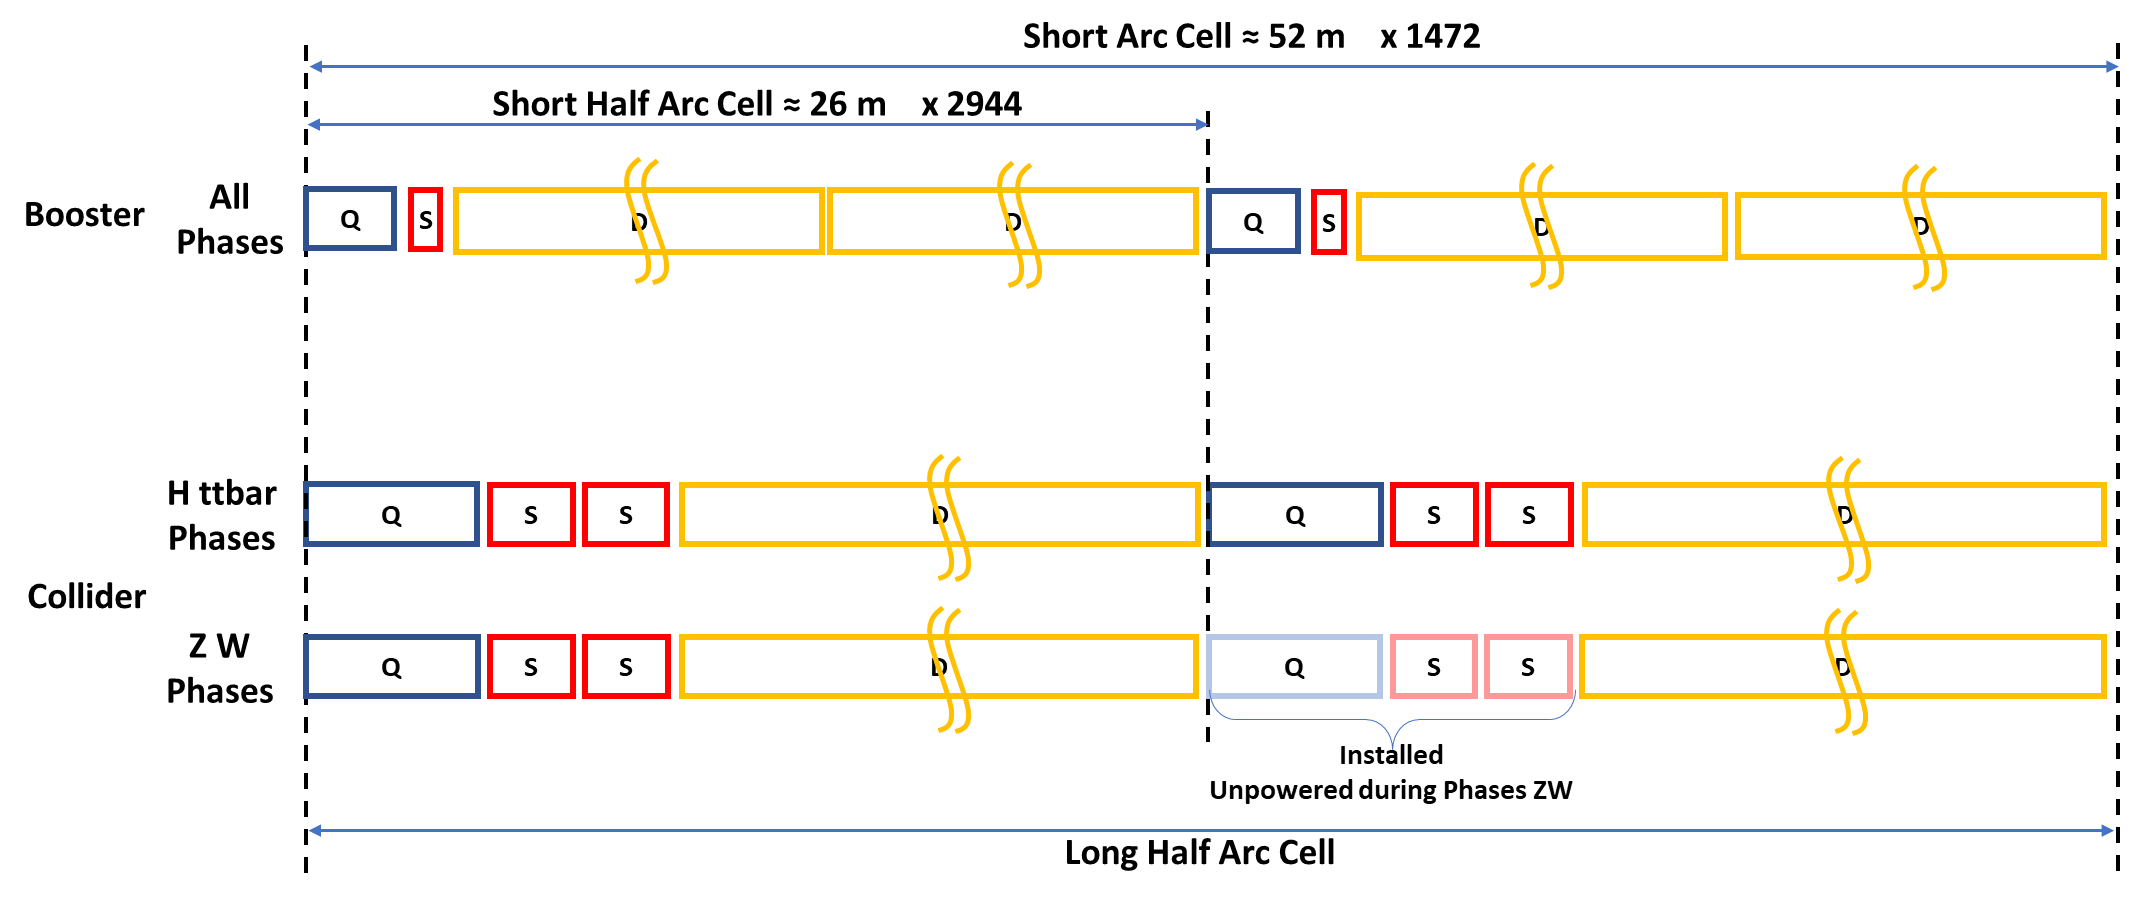 Short Arc Cell ≈ 52 m x 1472
Short Half Arc Cell ≈ 26 m x 2944
Booster
All
Phases
Q S D D Q S D D
H ttbar
Phases
Q S S D Q S S D
Collider
Z W
Phases
Q S S D Q S S D
Installed
Unpowered during Phases ZW
Long Half Arc Cell